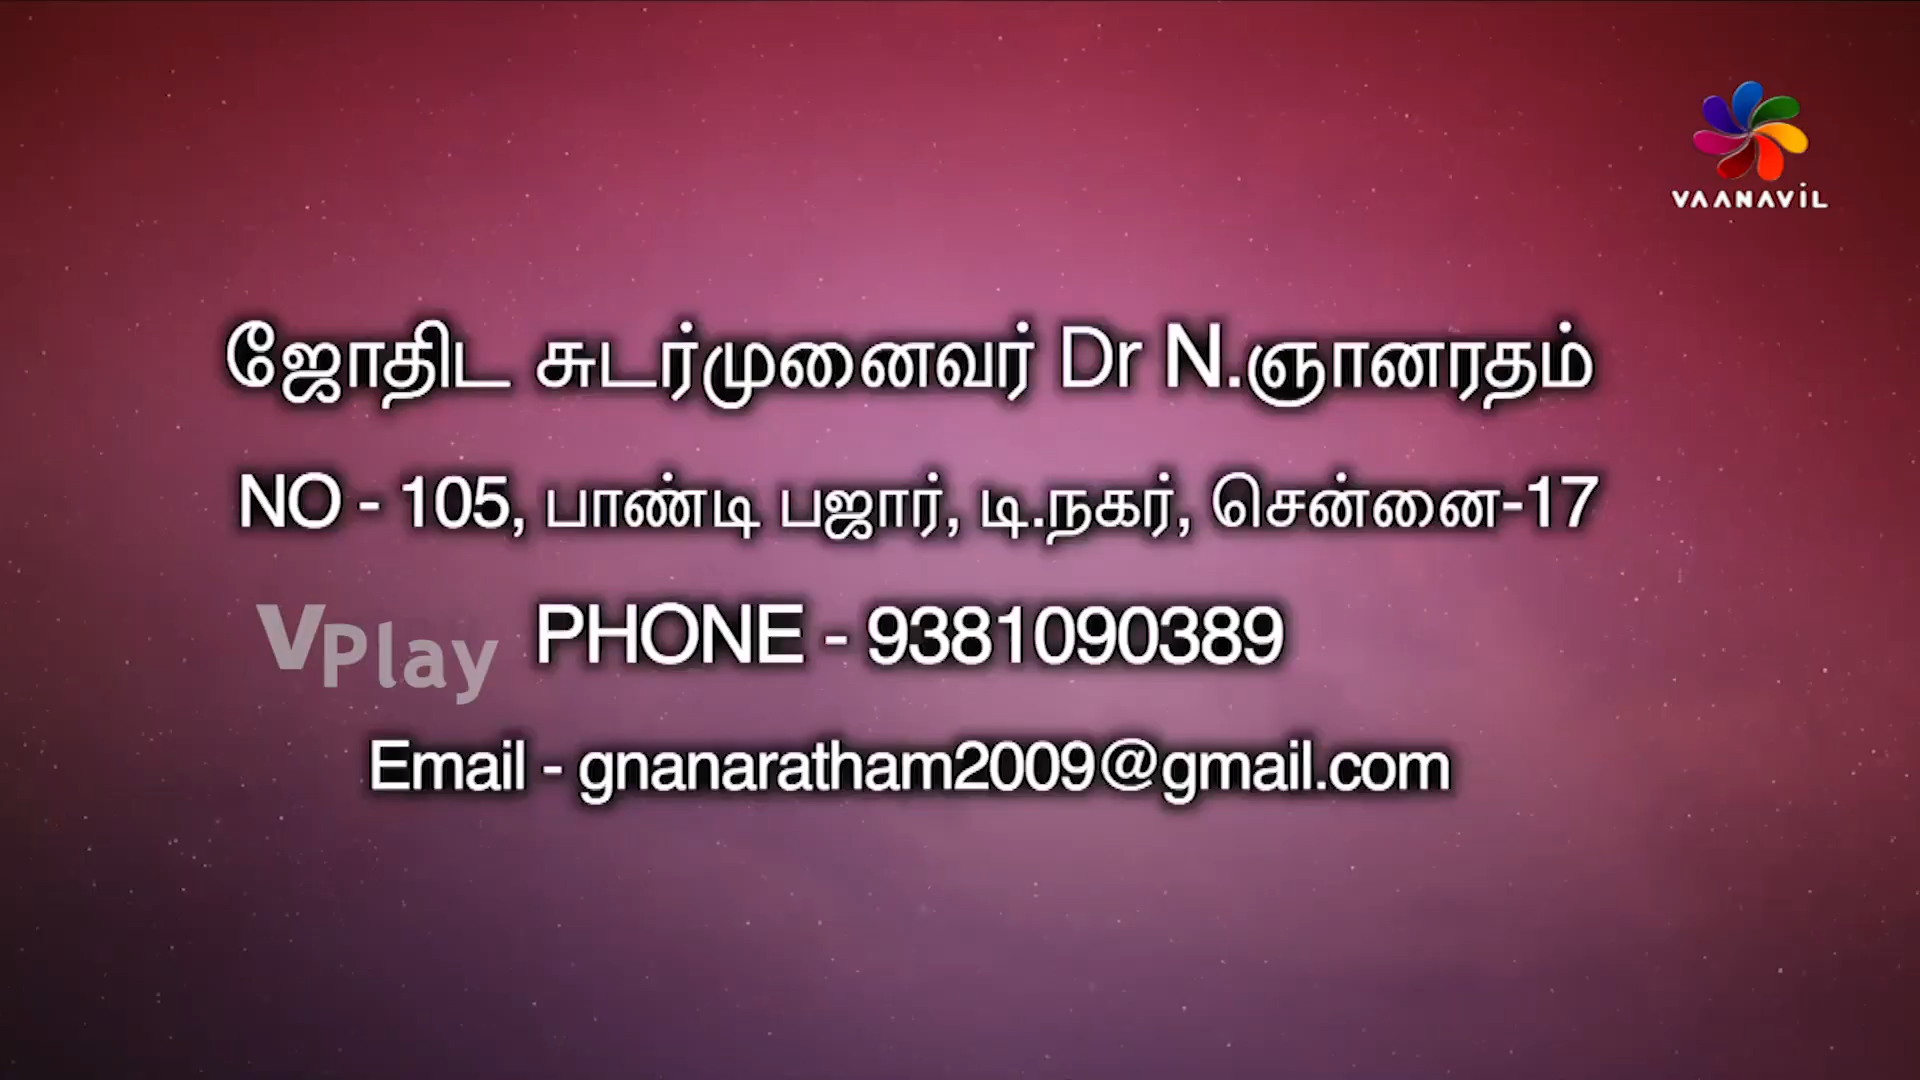 VAANAVIL
ஜோதிட சுடர்முனைவர் Dr N.ஞானரதம்
NO - 105, பாண்டி பஜார், டி.நகர், சென்னை-17
VPlay
PHONE - 9381090389
Email - gnanaratham2009@gmail.com